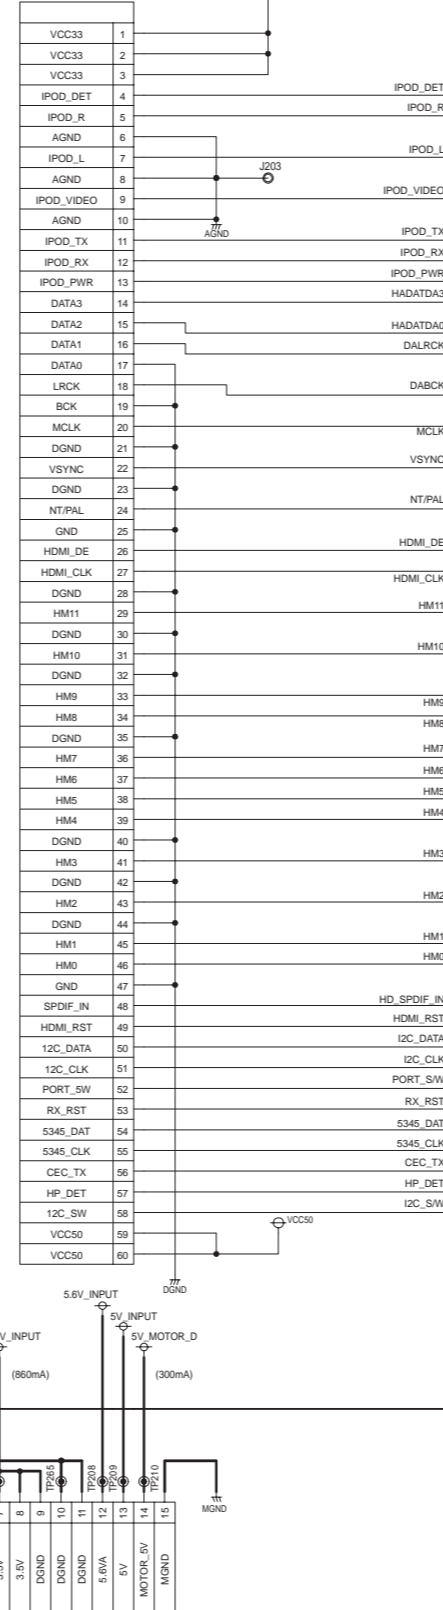 VCC33 1
VCC33 2
VCC33 3
IPOD_DET 4 IPOD_DET
IPOD_R 5 IPOD_R
AGND 6
IPOD_L 7 IPOD_L
AGND 8 J203
IPOD_VIDEO 9 IPOD_VIDEO
AGND 10
AGND
IPOD_TX 11 IPOD_TX
IPOD_RX 12 IPOD_RX
IPOD_PWR 13 IPOD_PWR
DATA3 14 HADATDA3
DATA2 15 HADATDA0
DATA1 16 DALRCK
DATA0 17
LRCK 18 DABCK
BCK 19
MCLK 20 MCLK
DGND 21
VSYNC 22 VSYNC
DGND 23
NT/PAL 24 NT/PAL
GND 25
HDMI_DE 26 HDMI_DE
HDMI_CLK 27 HDMI_CLK
DGND 28
HM11 29 HM11
DGND 30
HM10 31 HM10
DGND 32
HM9 33 HM9
HM8 34 HM8
DGND 35
HM7 36 HM7
HM6 37 HM6
HM5 38 HM5
HM4 39 HM4
DGND 40
HM3 41 HM3
DGND 42
HM2 43 HM2
DGND 44
HM1 45 HM1
HM0 46 HM0
GND 47
SPDIF_IN 48 HD_SPDIF_IN
HDMI_RST 49 HDMI_RST
12C_DATA 50 I2C_DATA
12C_CLK 51 I2C_CLK
PORT_5W 52 PORT_S/W
RX_RST 53 RX_RST
5345_DAT 54 5345_DAT
5345_CLK 55 5345_CLK
CEC_TX 56 CEC_TX
HP_DET 57 HP_DET
12C_SW 58 I2C_S/W
VCC50 59 VCC50
VCC50 60
DGND
5.6V_INPUT
5V_INPUT
V_INPUT 5V_MOTOR_D
(860mA) (300mA)
TP265 TP208 TP209 TP210
MGND
7 8 9 10 11 12 13 14 15
3.5V DGND DGND DGND 5.6VA 5V MOTOR_5V MGND